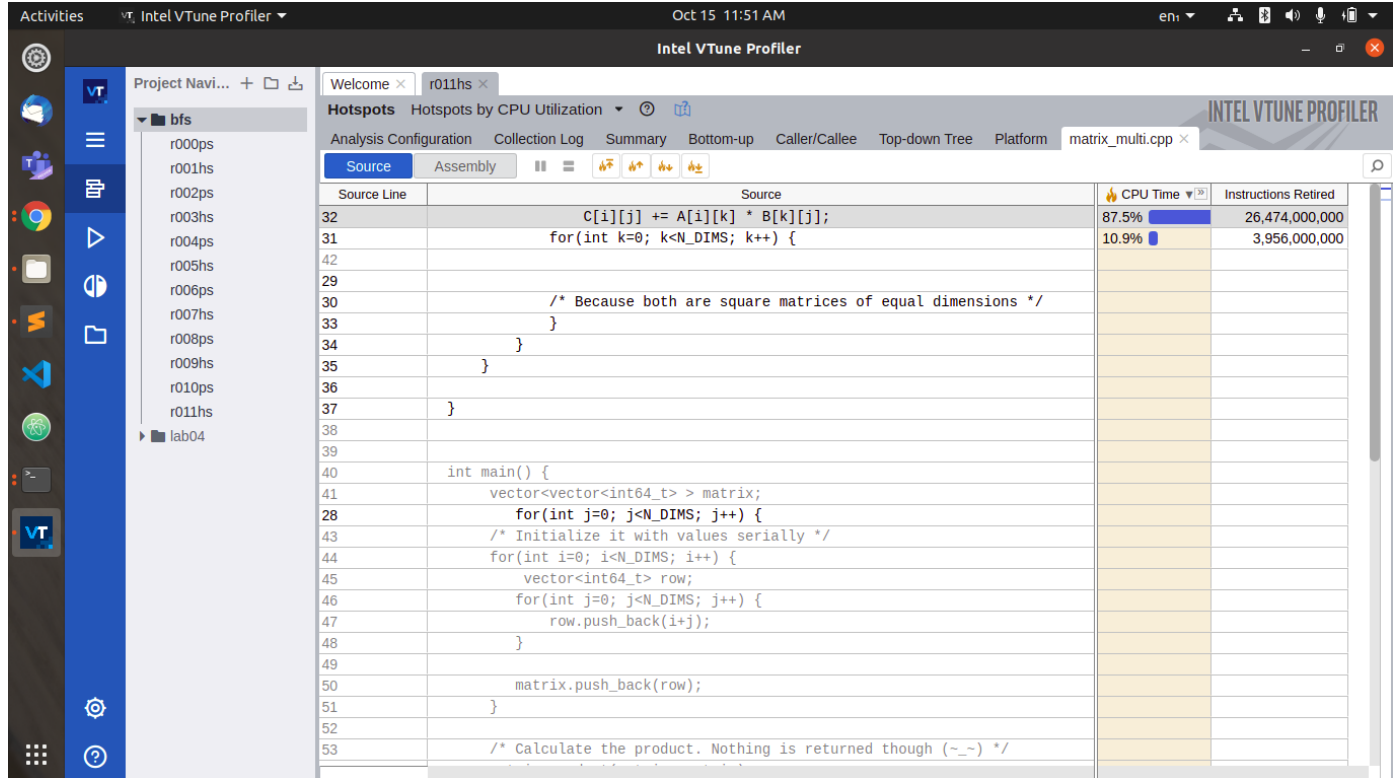 Activities Intel VTune Profiler Oct 15 11:51 AM en₁
Intel VTune Profiler
Project Navi...
Welcome r011hs
Hotspots Hotspots by CPU Utilization INTEL VTUNE PROFILER
Analysis Configuration Collection Log Summary Bottom-up Caller/Callee Top-down Tree Platform matrix_multi.cpp
Source Assembly
bfs
r000ps
r001hs
r002ps
r003hs
r004ps
r005hs
r006ps
r007hs
r008ps
r009hs
r010ps
r011hs
lab04
Source Line Source CPU Time Instructions Retired
32 C[i][j] += A[i][k] * B[k][j]; 87.5% 26,474,000,000
31 for(int k=0; k<N_DIMS; k++) { 10.9% 3,956,000,000
42
29
30 /* Because both are square matrices of equal dimensions */
33 }
34 }
35 }
36
37 }
38
39
40 int main() {
41 vector<vector<int64_t> > matrix;
28 for(int j=0; j<N_DIMS; j++) {
43 /* Initialize it with values serially */
44 for(int i=0; i<N_DIMS; i++) {
45 vector<int64_t> row;
46 for(int j=0; j<N_DIMS; j++) {
47 row.push_back(i+j);
48 }
49
50 matrix.push_back(row);
51 }
52
53 /* Calculate the product. Nothing is returned though (~_~) */